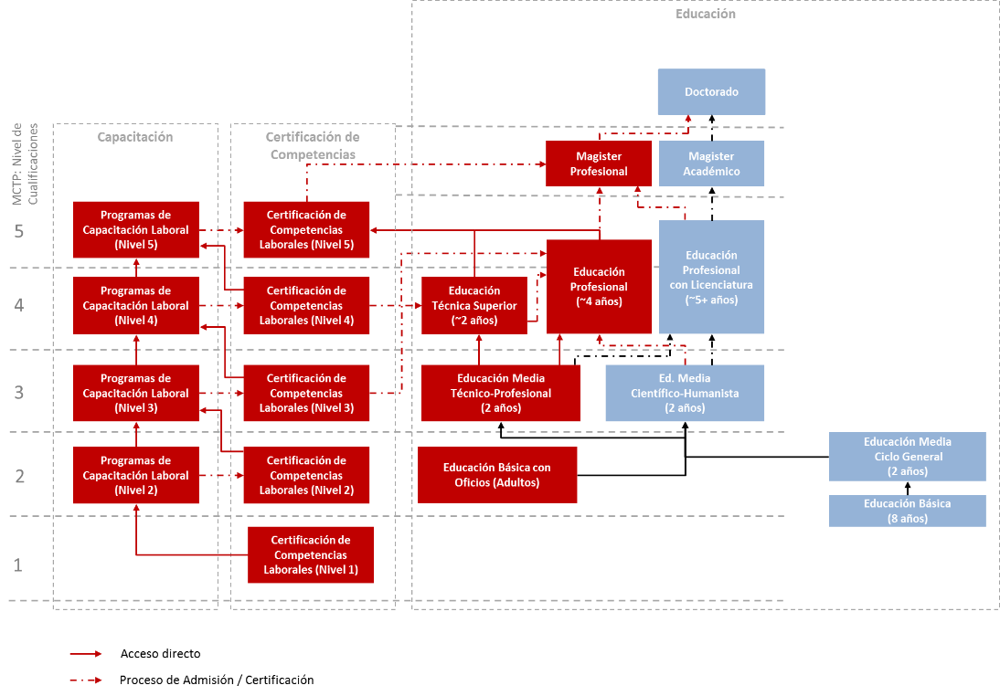 Educación
Doctorado
MCTP: Nivel de
Cualificaciones
Capacitación
Certificación de
Competencias
Magister
Profesional
Magister
Académico
5
Programas de
Capacitación Laboral
(Nivel 5)
Certificación de
Competencias
Laborales (Nivel 5)
Educación
Profesional
(~4 años)
Educación
Profesional
con Licenciatura
(~5+ años)
4
Programas de
Capacitación Laboral
(Nivel 4)
Certificación de
Competencias
Laborales (Nivel 4)
Educación
Técnica Superior
(~2 años)
3
Programas de
Capacitación Laboral
(Nivel 3)
Certificación de
Competencias
Laborales (Nivel 3)
Educación Media
Técnico-Profesional
(2 años)
Ed. Media
Científico-Humanista
(2 años)
2
Programas de
Capacitación Laboral
(Nivel 2)
Certificación de
Competencias
Laborales (Nivel 2)
Educación Básica con
Oficios (Adultos)
Educación Media
Ciclo General
(2 años)
Educación Básica
(8 años)
1
Certificación de
Competencias
Laborales (Nivel 1)
Acceso directo
Proceso de Admisión / Certificación